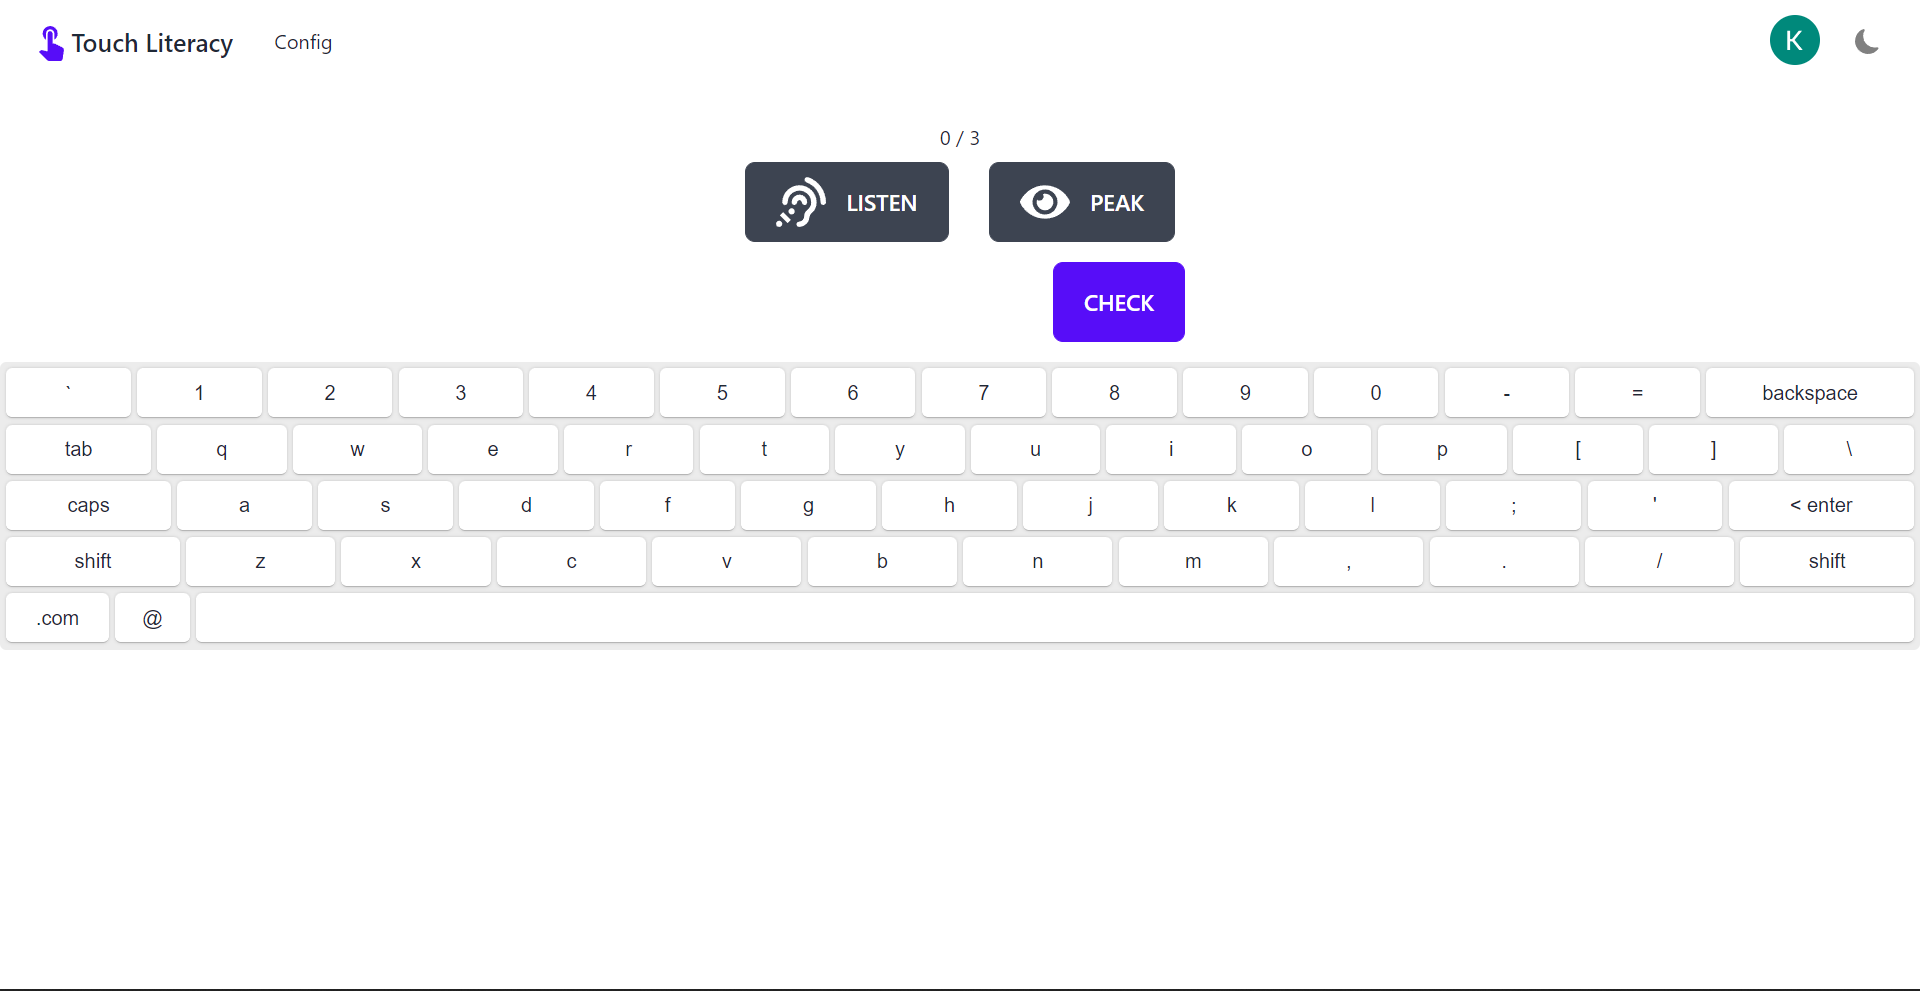 Touch Literacy Config K
0 / 3
LISTEN PEAK
CHECK
` 1 2 3 4 5 6 7 8 9 0 - = backspace
tab q w e r t y u i o p [ ] \
caps a s d f g h j k l ; ' < enter
shift z x c v b n m , . / shift
.com @